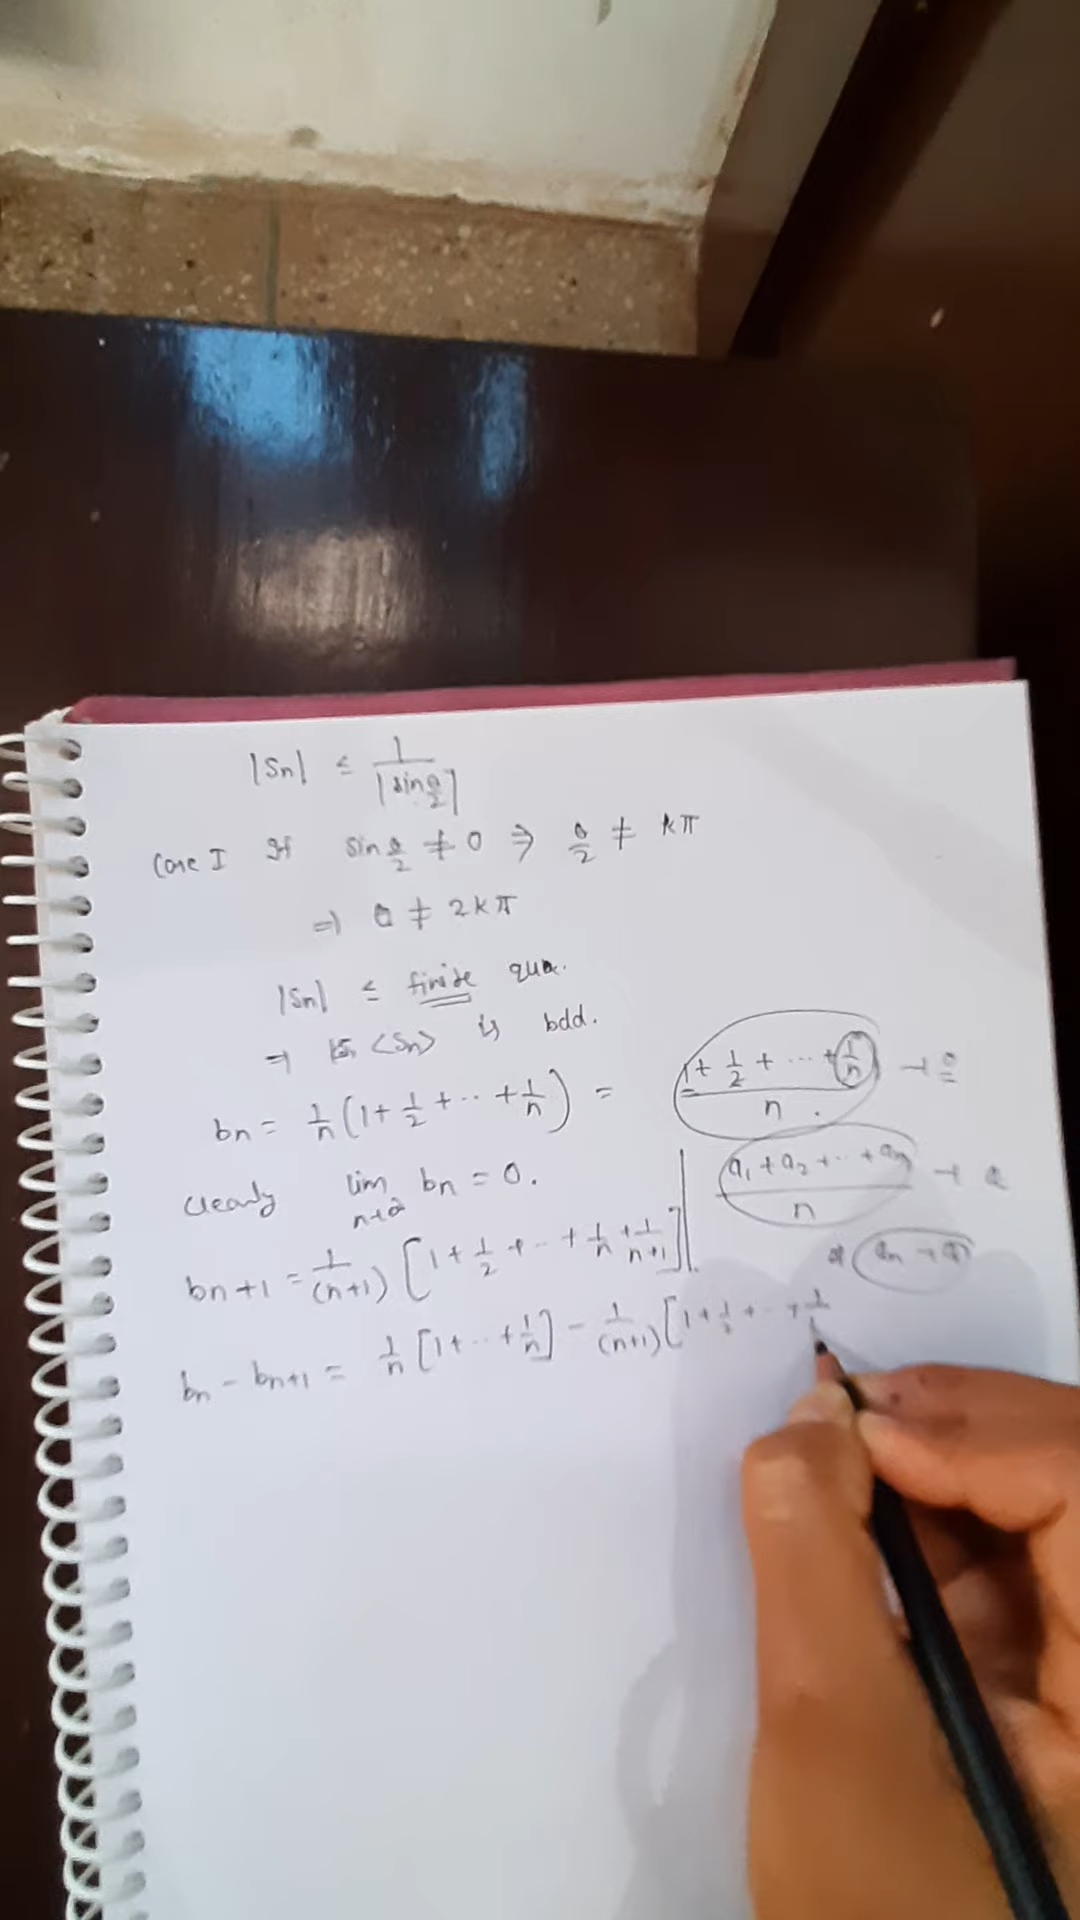 |Sn| ≤ 1/|sin θ/2|
Case I If sin θ/2 ≠ 0 ⇒ θ/2 ≠ kπ
⇒ θ ≠ 2kπ
|Sn| ≤ finite qua.
⇒ <Sn> is bdd.
bn = 1/n (1 + 1/2 + ... + 1/n) = (1 + 1/2 + ... + 1/n)/n → 0
Clearly lim n→∞ bn = 0.
(a1 + a2 + ... + an)/n → a
an → a
bn+1 = 1/(n+1) [1 + 1/2 + ... + 1/n + 1/n+1]
bn - bn+1 = 1/n [1 + ... + 1/n] - 1/(n+1) [1 + 1/2 + ... + 1/